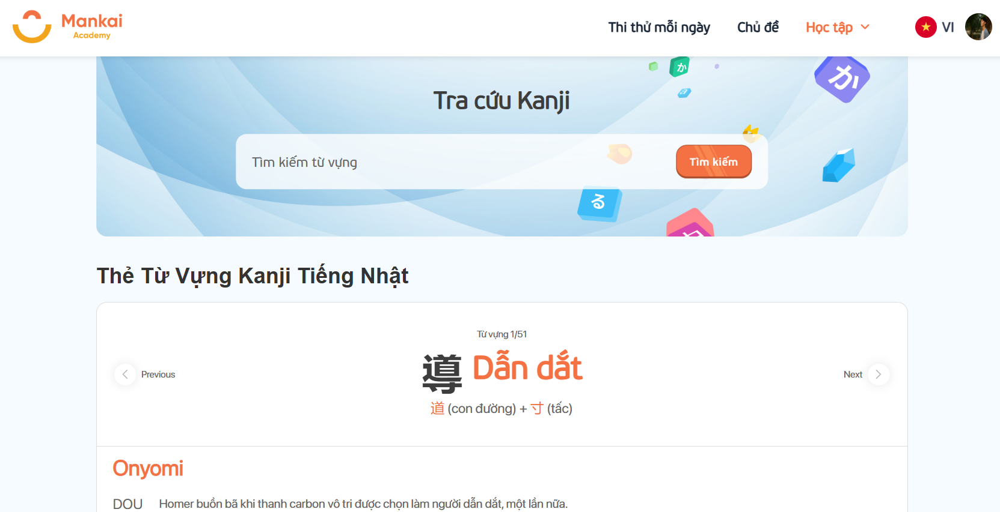 Mankai
Academy
Thi thử mỗi ngày Chủ đề Học tập VI
か
か
a
Tra cứu Kanji
Tìm kiếm từ vựng
Tìm kiếm
る
Thẻ Từ Vựng Kanji Tiếng Nhật
Từ vựng 1/51
導 Dẫn dắt
Previous
Next
道 (con đường) + 寸 (tấc)
Onyomi
DOU Homer buồn bã khi thanh carbon vô tri được chọn làm người dẫn dắt, một lần nữa.